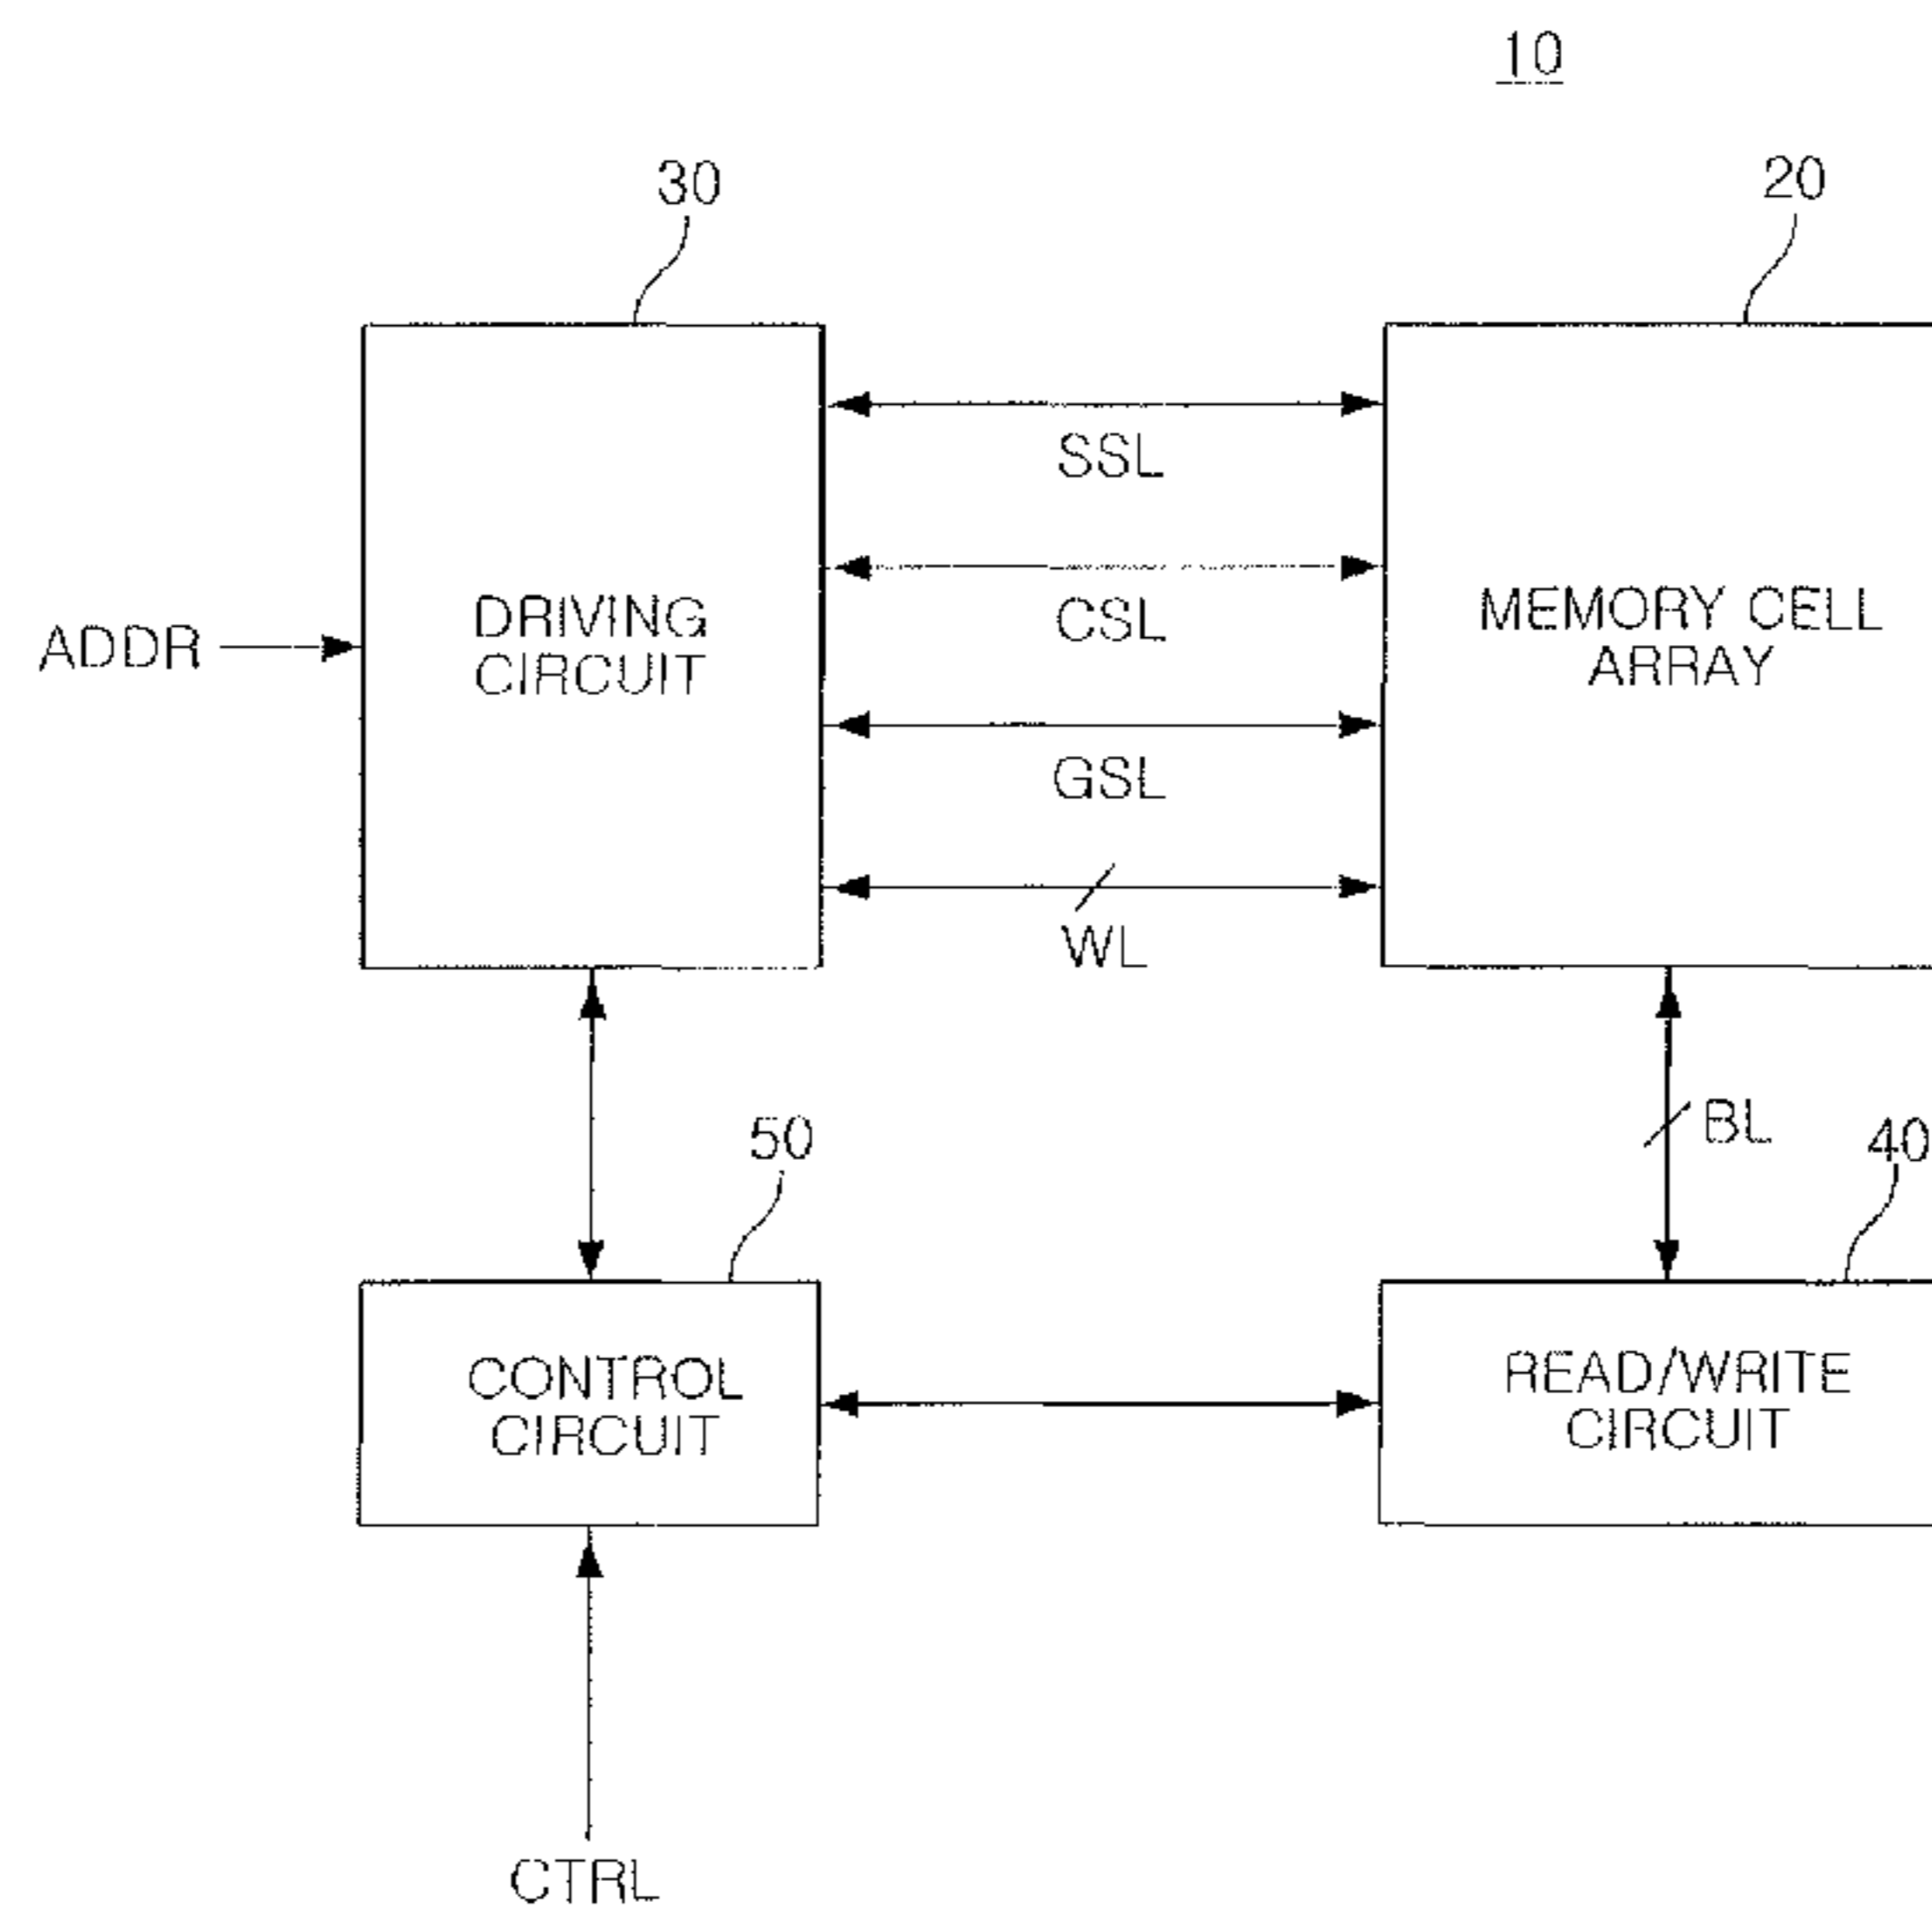 10
30
20
SSL
CSL
DRIVING
CIRCUIT
MEMORY CELL
ARRAY
ADDR
GSL
WL
BL
50
40
CONTROL
CIRCUIT
READ/WRITE
CIRCUIT
CTRL